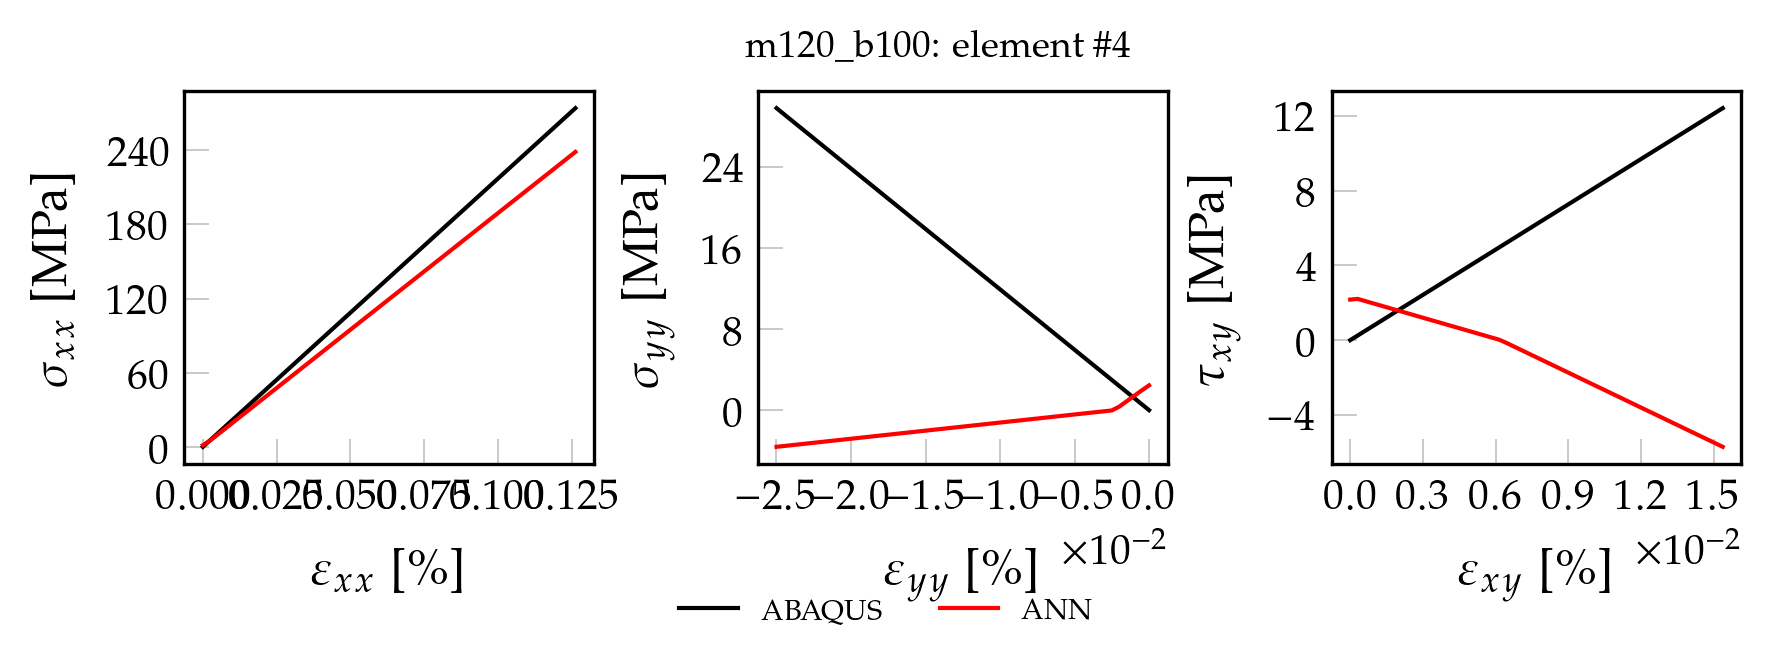 m120_b100: element #4
σxx [MPa]
240
180
120
60
0
0.000 0.025 0.050 0.075 0.100 0.125
εxx [%]
σyy [MPa]
24
16
8
0
−2.5 −2.0 −1.5 −1.0 −0.5 0.0
×10−2
εyy [%]
τxy [MPa]
12
8
4
0
−4
0.0 0.3 0.6 0.9 1.2 1.5
×10−2
εxy [%]
ABAQUS ANN